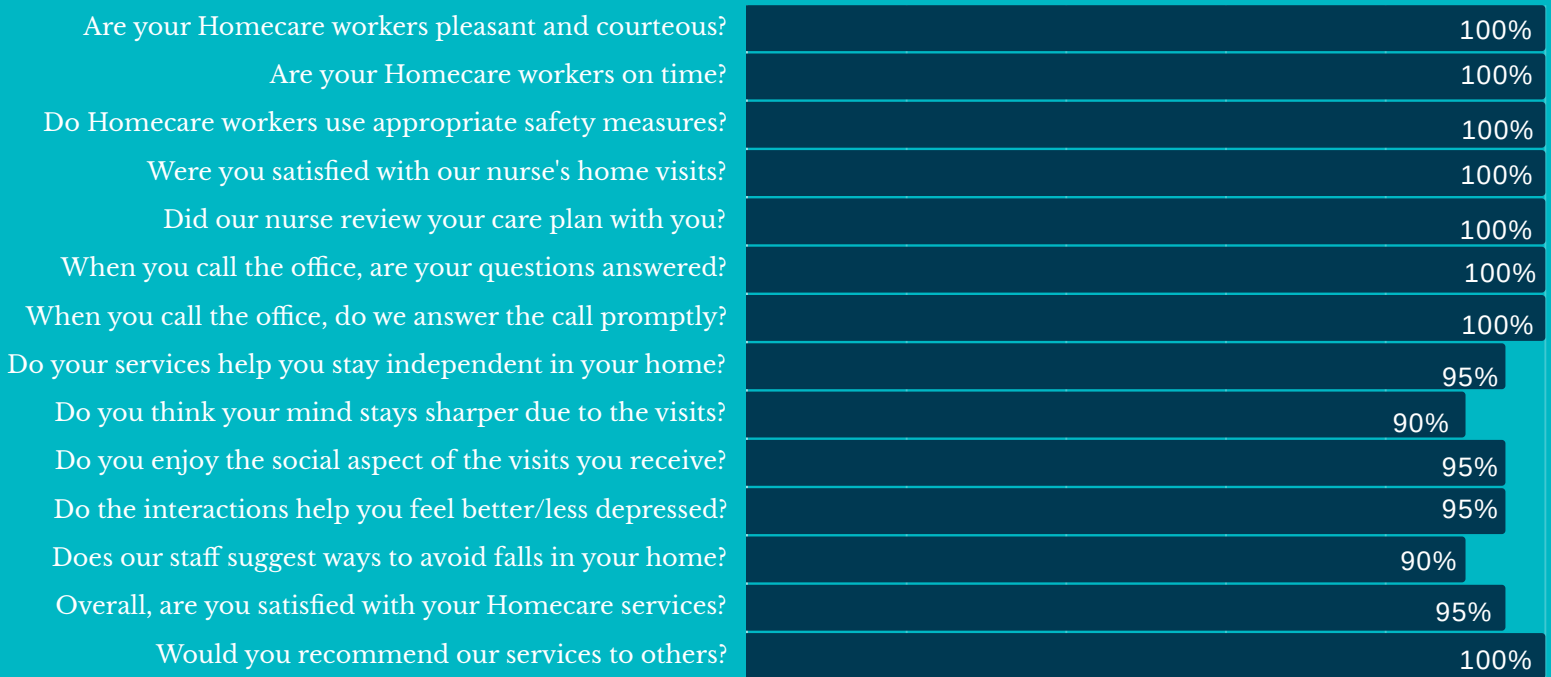 Are your Homecare workers pleasant and courteous? 100%
Are your Homecare workers on time? 100%
Do Homecare workers use appropriate safety measures? 100%
Were you satisfied with our nurse's home visits? 100%
Did our nurse review your care plan with you? 100%
When you call the office, are your questions answered? 100%
When you call the office, do we answer the call promptly? 100%
Do your services help you stay independent in your home? 95%
Do you think your mind stays sharper due to the visits? 90%
Do you enjoy the social aspect of the visits you receive? 95%
Do the interactions help you feel better/less depressed? 95%
Does our staff suggest ways to avoid falls in your home? 90%
Overall, are you satisfied with your Homecare services? 95%
Would you recommend our services to others? 100%